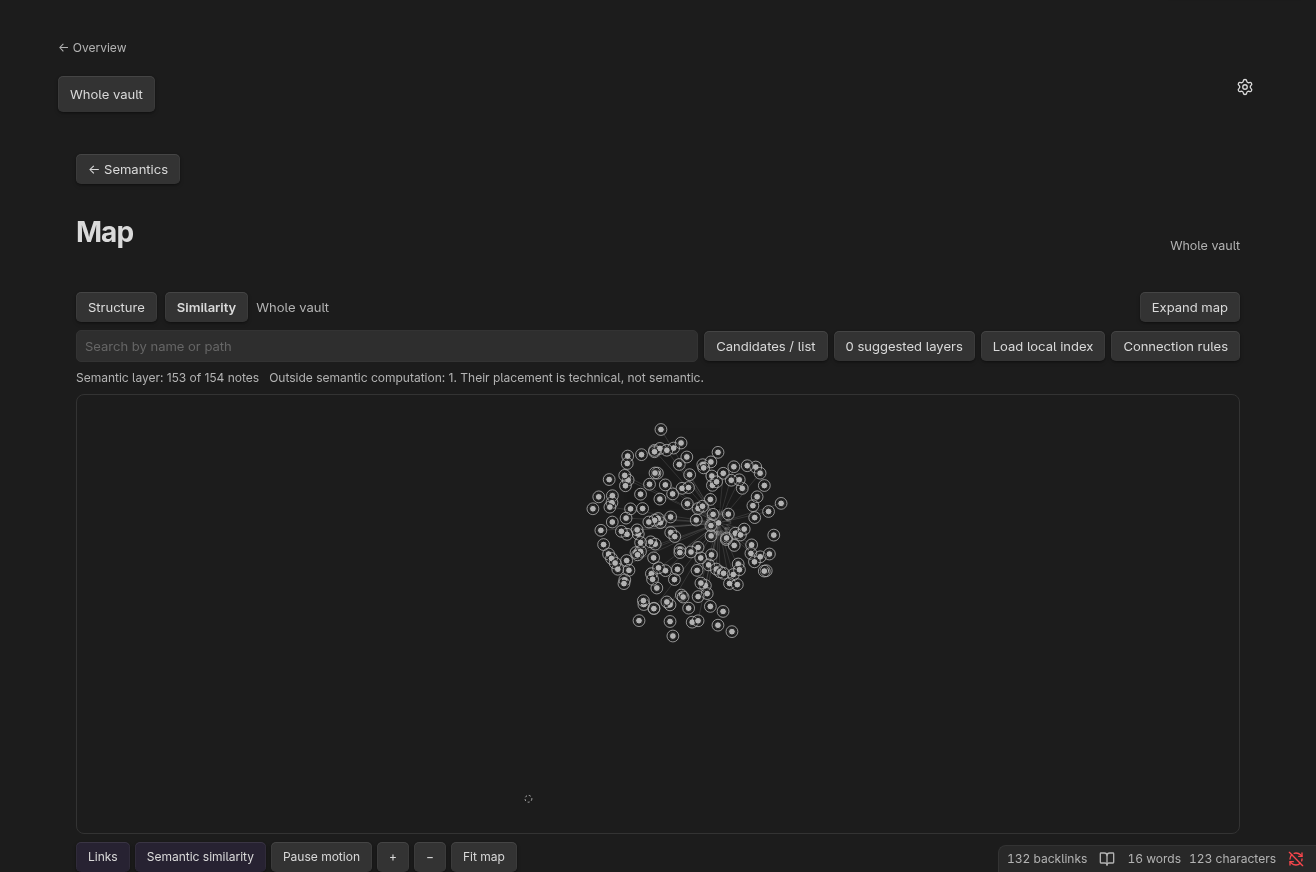 ← Overview
Whole vault
← Semantics
Map
Whole vault
Structure Similarity Whole vault Expand map
Search by name or path Candidates / list 0 suggested layers Load local index Connection rules
Semantic layer: 153 of 154 notes Outside semantic computation: 1. Their placement is technical, not semantic.
Links Semantic similarity Pause motion + − Fit map
132 backlinks 16 words 123 characters